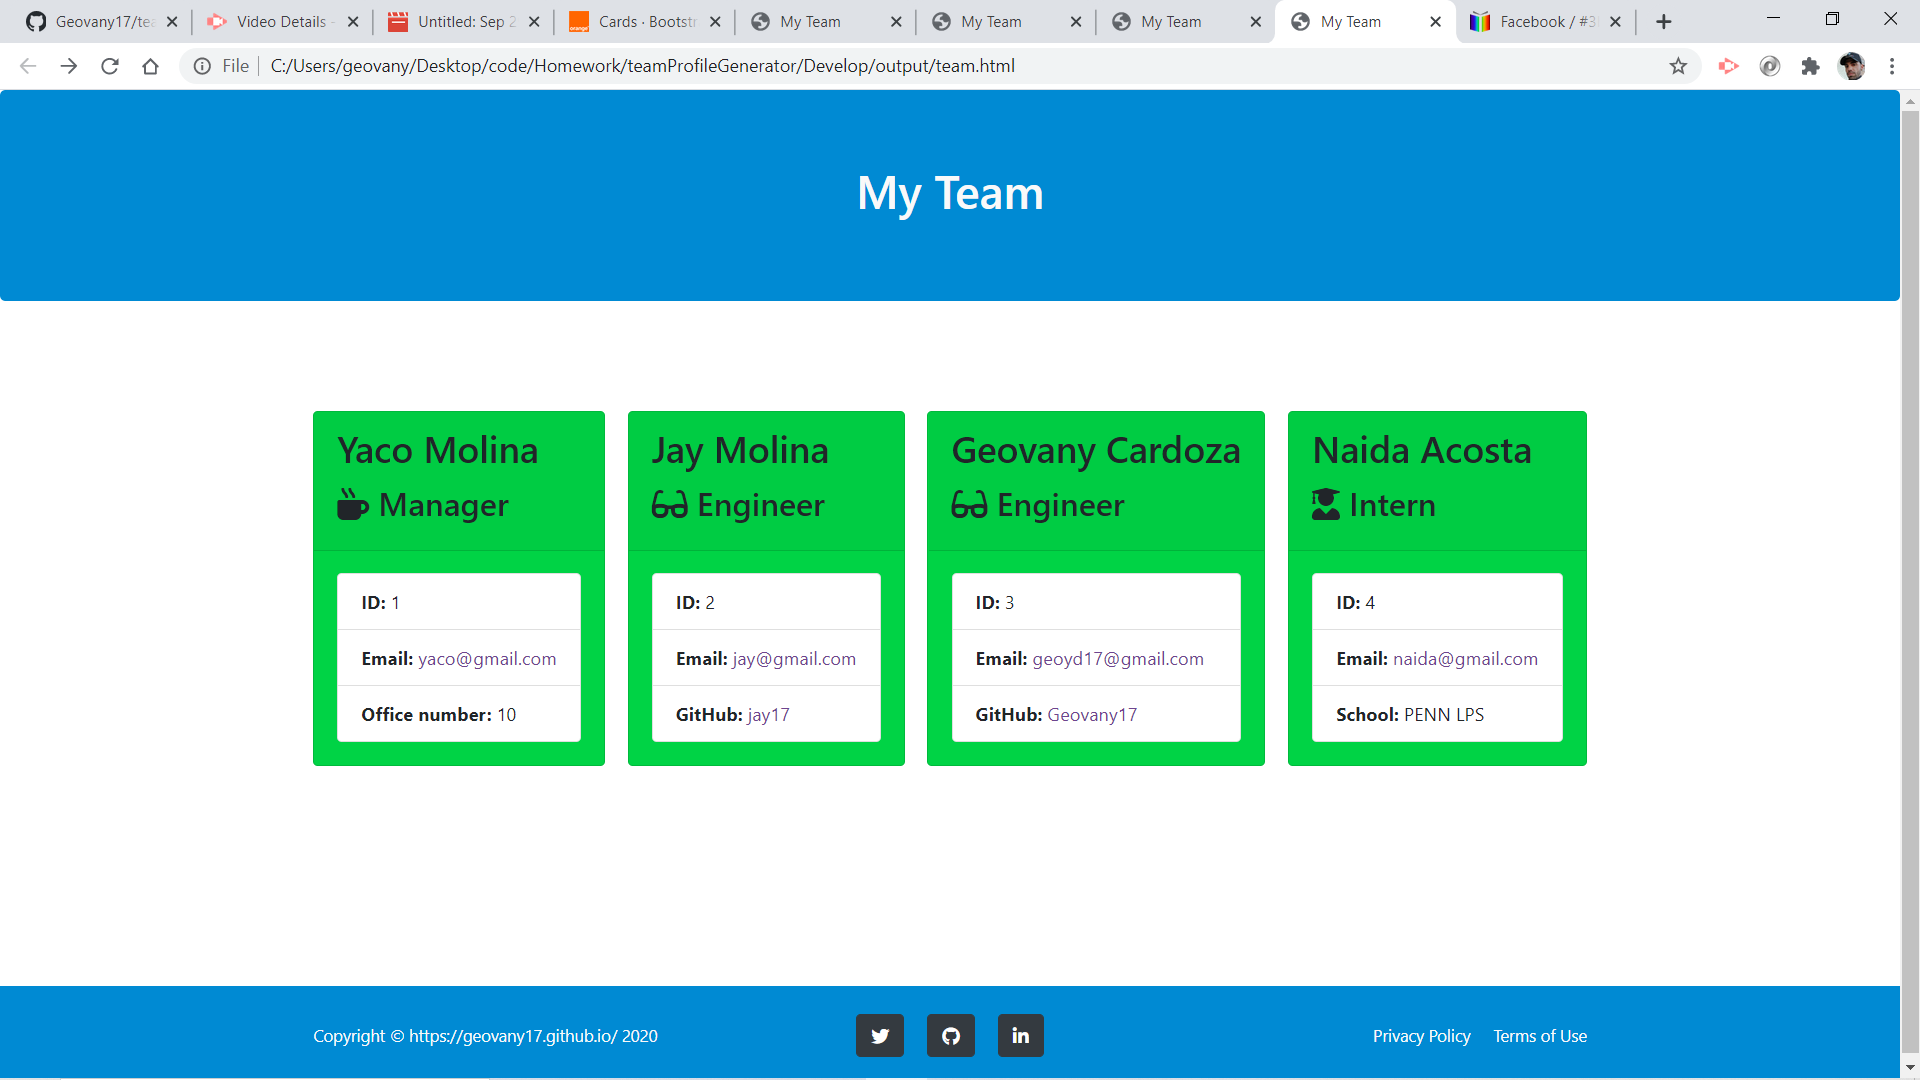 Geovany17/tea
Video Details -
Untitled: Sep 2
Cards · Bootstr
My Team
My Team
My Team
My Team
Facebook / #3
File
C:/Users/geovany/Desktop/code/Homework/teamProfileGenerator/Develop/output/team.html
My Team
Yaco Molina
Manager
ID: 1
Email: yaco@gmail.com
Office number: 10
Jay Molina
Engineer
ID: 2
Email: jay@gmail.com
GitHub: jay17
Geovany Cardoza
Engineer
ID: 3
Email: geoyd17@gmail.com
GitHub: Geovany17
Naida Acosta
Intern
ID: 4
Email: naida@gmail.com
School: PENN LPS
Copyright © https://geovany17.github.io/ 2020
Privacy Policy
Terms of Use